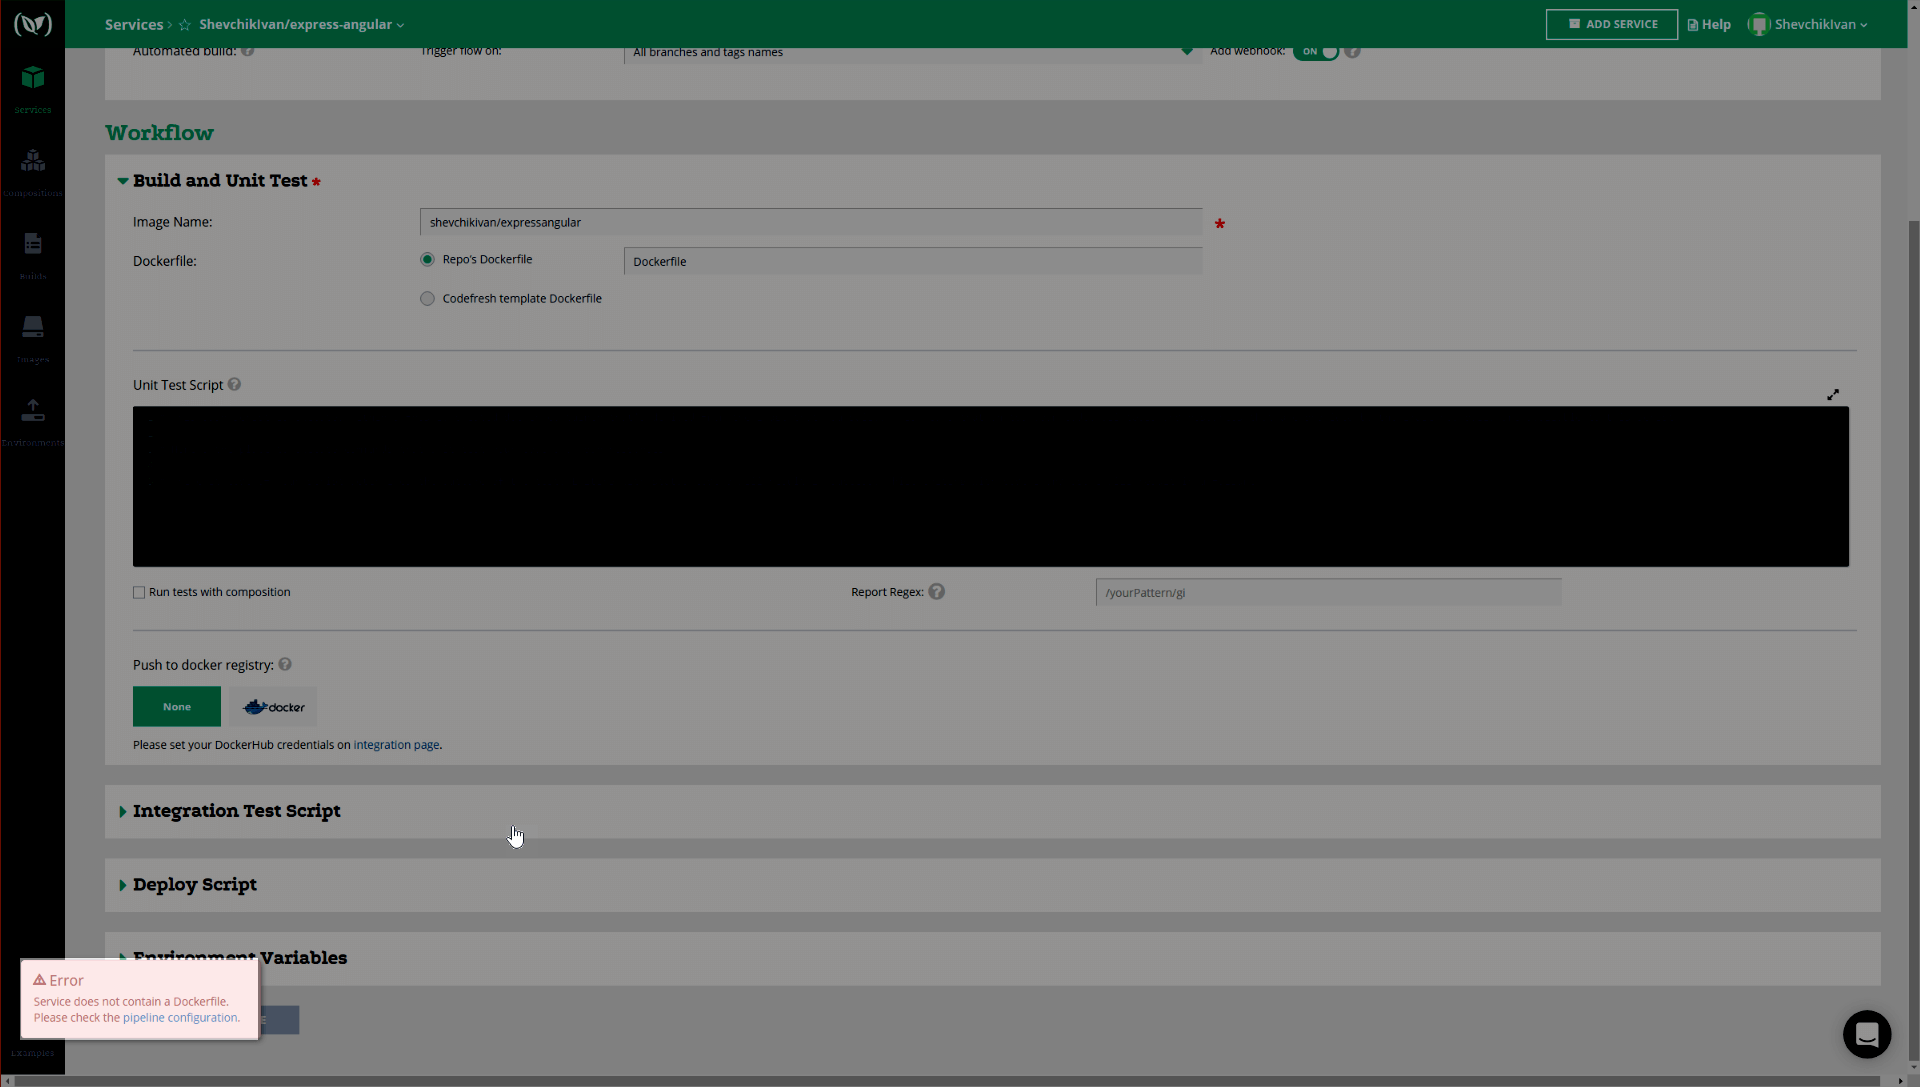 Services > ShevchikIvan/express-angular
ADD SERVICE
Help
ShevchikIvan
Services
Compositions
Builds
Images
Environments
Automated build:
Trigger flow on:
All branches and tags names
Add webhook:
ON
Workflow
Build and Unit Test *
Image Name:
shevchikivan/expressangular
*
Dockerfile:
Repo's Dockerfile
Dockerfile
Codefresh template Dockerfile
Unit Test Script
Run tests with composition
Report Regex:
/yourPattern/gi
Push to docker registry:
None
docker
Please set your DockerHub credentials on integration page.
Integration Test Script
Deploy Script
Environment Variables
Error
Service does not contain a Dockerfile.
Please check the pipeline configuration.
Examples